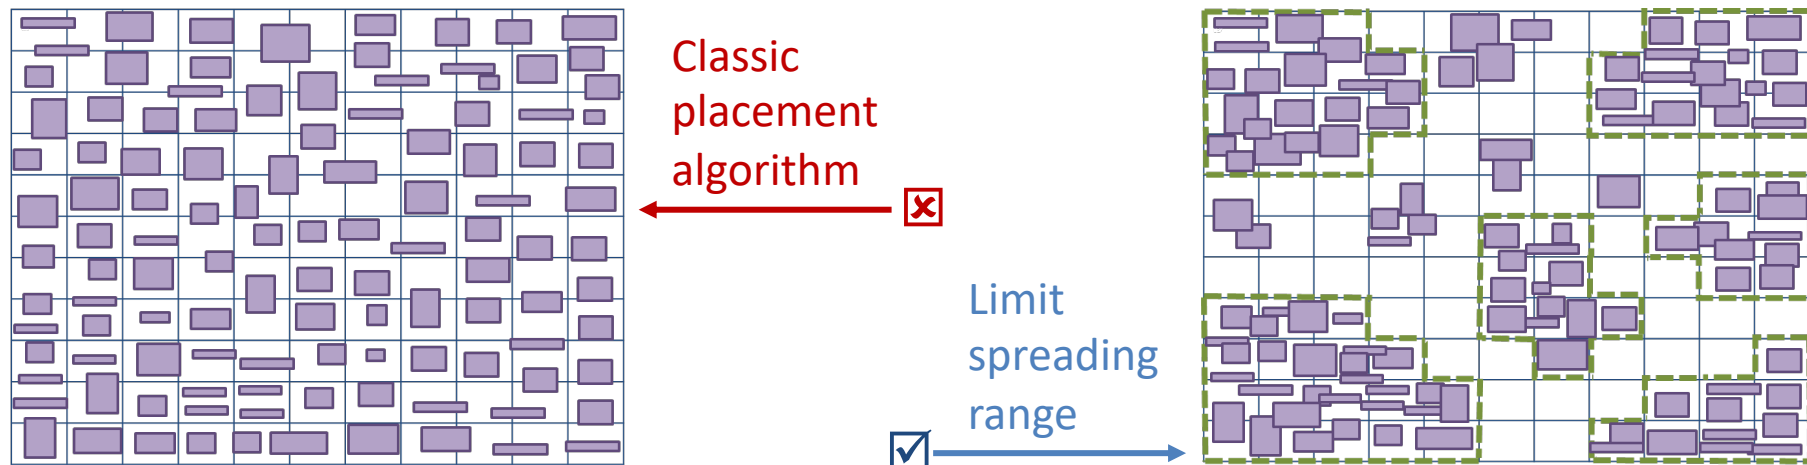 Classic
placement
algorithm
Limit
spreading
range